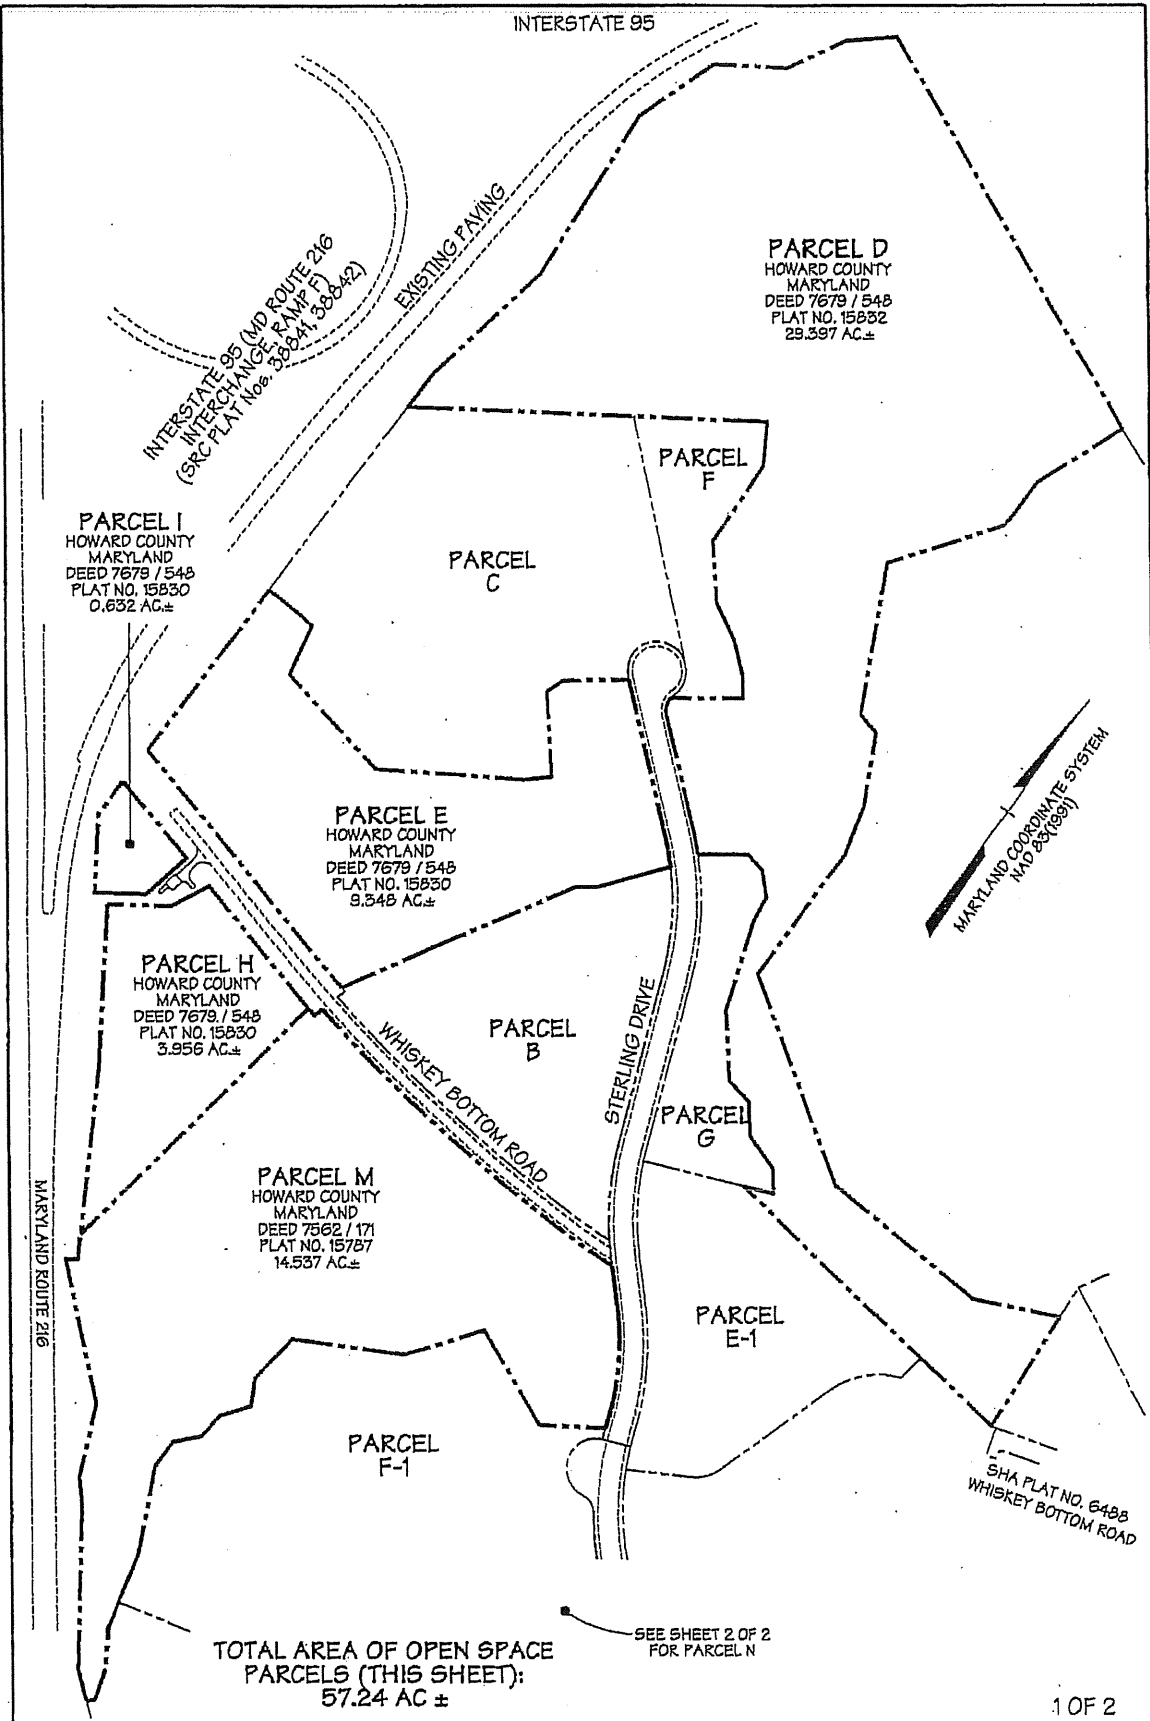 INTERSTATE 95
EXISTING PAVING
INTERSTATE 95 (MD ROUTE 216
INTERCHANGE, RAMP F)
(SRC PLAT Nos. 38841, 38842)
PARCEL D
HOWARD COUNTY
MARYLAND
DEED 7679 / 548
PLAT NO. 15832
29.397 AC.±
PARCEL
F
PARCEL I
HOWARD COUNTY
MARYLAND
DEED 7679 / 548
PLAT NO. 15830
0.632 AC.±
PARCEL
C
MARYLAND COORDINATE SYSTEM
NAD 83(1991)
PARCEL E
HOWARD COUNTY
MARYLAND
DEED 7679 / 548
PLAT NO. 15830
9.348 AC.±
PARCEL H
HOWARD COUNTY
MARYLAND
DEED 7679 / 548
PLAT NO. 15830
3.956 AC.±
WHISKEY BOTTOM ROAD
PARCEL
B
STERLING DRIVE
PARCEL
G
PARCEL M
HOWARD COUNTY
MARYLAND
DEED 7562 / 171
PLAT NO. 15787
14.537 AC.±
MARYLAND ROUTE 216
PARCEL
E-1
PARCEL
F-1
SHA PLAT NO. 6488
WHISKEY BOTTOM ROAD
SEE SHEET 2 OF 2
FOR PARCEL N
TOTAL AREA OF OPEN SPACE
PARCELS (THIS SHEET):
57.24 AC ±
1 OF 2